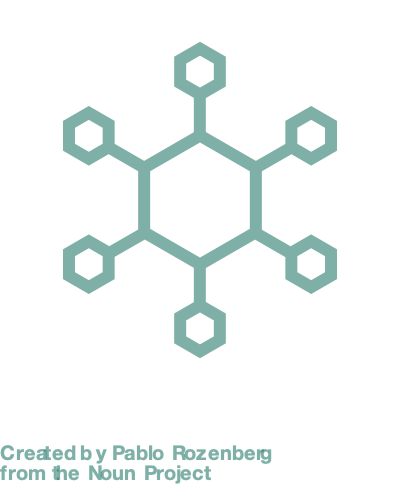 Created by Pablo Rozenberg
from the Noun Project